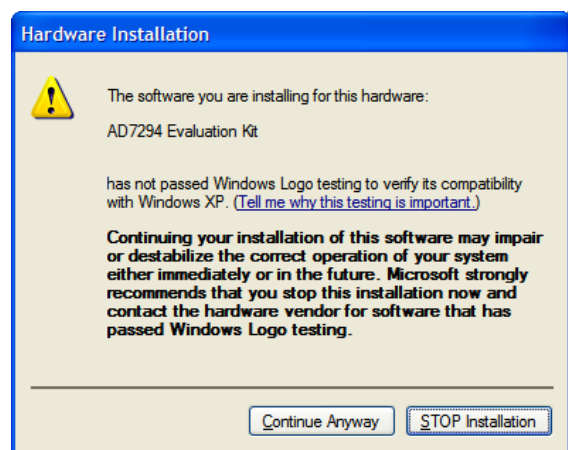 Hardware Installation
The software you are installing for this hardware:
AD7294 Evaluation Kit
has not passed Windows Logo testing to verify its compatibility
with Windows XP. (Tell me why this testing is important.)
Continuing your installation of this software may impair
or destabilize the correct operation of your system
either immediately or in the future. Microsoft strongly
recommends that you stop this installation now and
contact the hardware vendor for software that has
passed Windows Logo testing.
Continue Anyway
STOP Installation